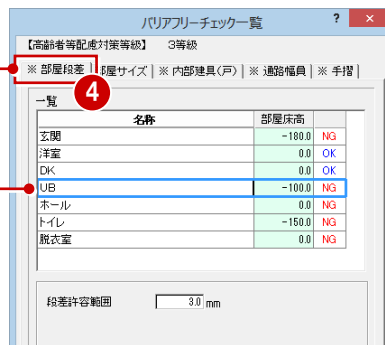 バリアフリーチェック一覧 ? ×
【高齢者等配慮対策等級】 3等級
※ 部屋段差 部屋サイズ ※ 内部建具(戸) ※ 通路幅員 ※ 手摺
4
一覧
名称 部屋床高
玄関 -180.0 NG
洋室 0.0 OK
DK 0.0 OK
UB -100.0 NG
ホール 0.0 NG
トイレ -150.0 NG
脱衣室 0.0 NG
段差許容範囲 3.0 mm